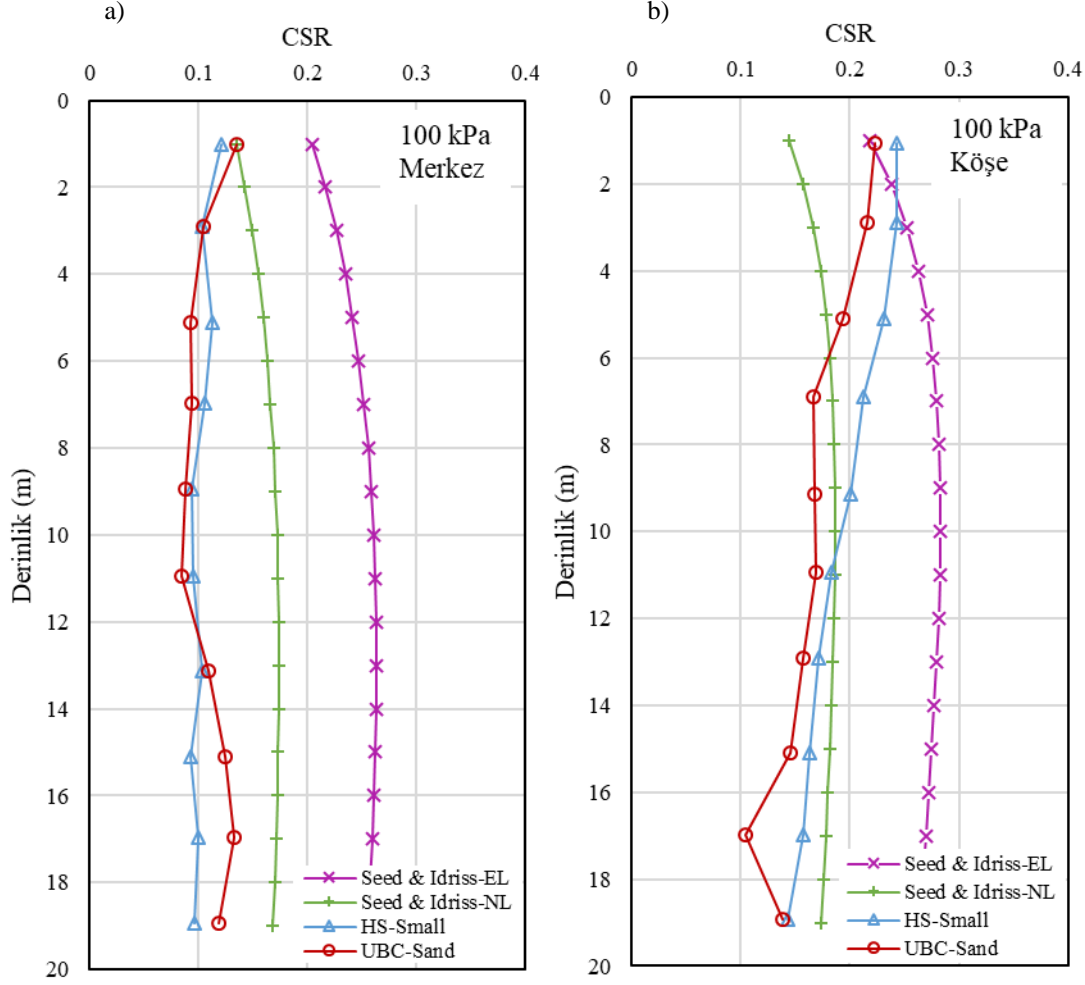 a)
CSR
0 0.1 0.2 0.3 0.4
0
2
4
6
8
10
12
14
16
18
20
Derinlik (m)
100 kPa
Merkez
Seed & Idriss-EL
Seed & Idriss-NL
HS-Small
UBC-Sand
b)
CSR
0 0.1 0.2 0.3 0.4
0
2
4
6
8
10
12
14
16
18
20
Derinlik (m)
100 kPa
Köşe
Seed & Idriss-EL
Seed & Idriss-NL
HS-Small
UBC-Sand